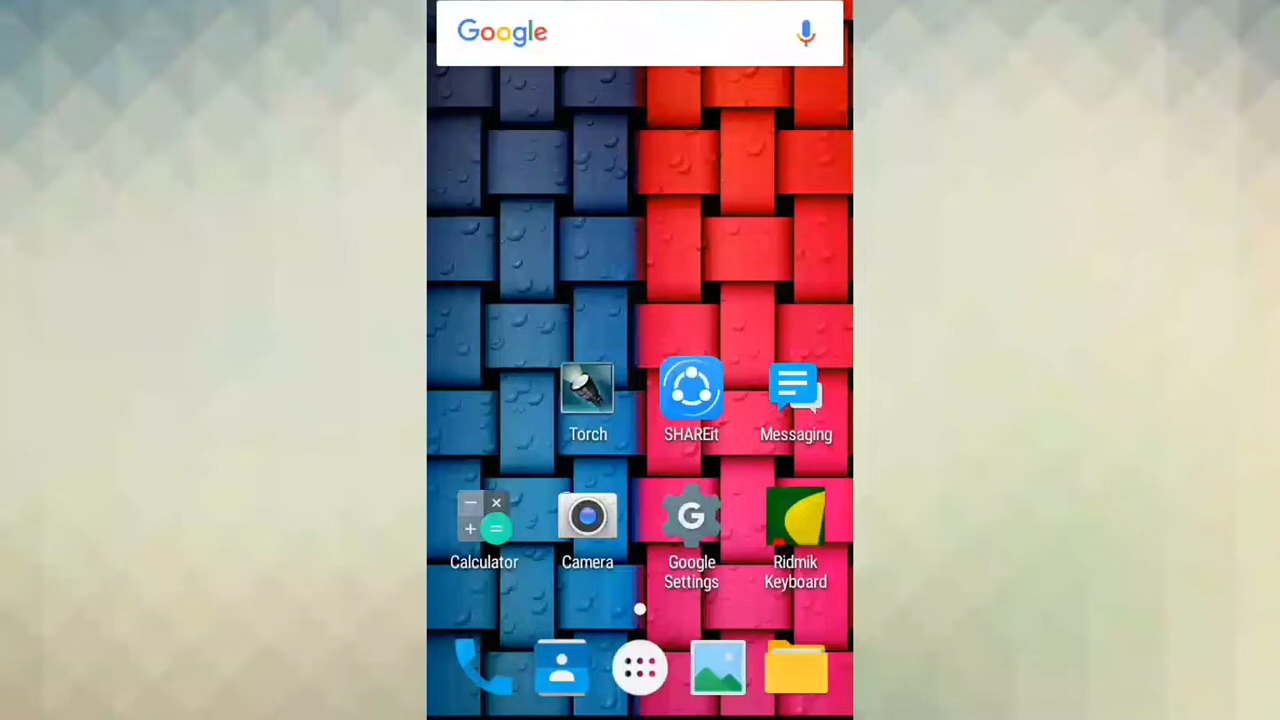 Google
Torch
SHAREit
Messaging
Calculator
Camera
Google
Settings
Ridmik
Keyboard